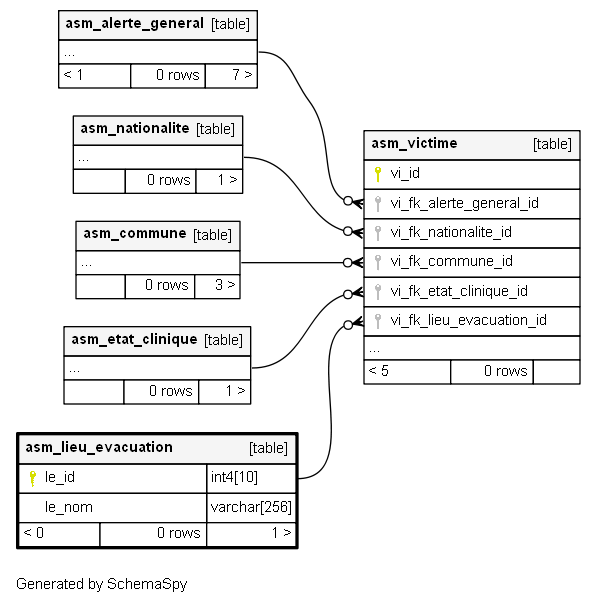 asm_alerte_general [table]
...
< 1 0 rows 7 >
asm_nationalite [table]
...
0 rows 1 >
asm_commune [table]
...
0 rows 3 >
asm_etat_clinique [table]
...
0 rows 1 >
asm_lieu_evacuation [table]
le_id int4[10]
le_nom varchar[256]
< 0 0 rows 1 >
asm_victime [table]
vi_id
vi_fk_alerte_general_id
vi_fk_nationalite_id
vi_fk_commune_id
vi_fk_etat_clinique_id
vi_fk_lieu_evacuation_id
...
< 5 0 rows
Generated by SchemaSpy